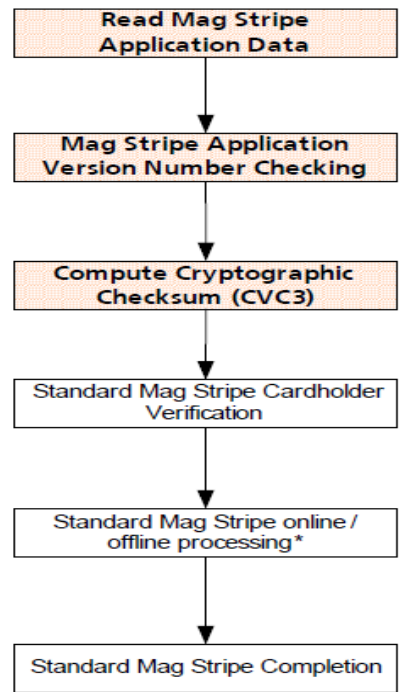 Read Mag Stripe
Application Data
Mag Stripe Application
Version Number Checking
Compute Cryptographic
Checksum (CVC3)
Standard Mag Stripe Cardholder
Verification
Standard Mag Stripe online /
offline processing*
Standard Mag Stripe Completion